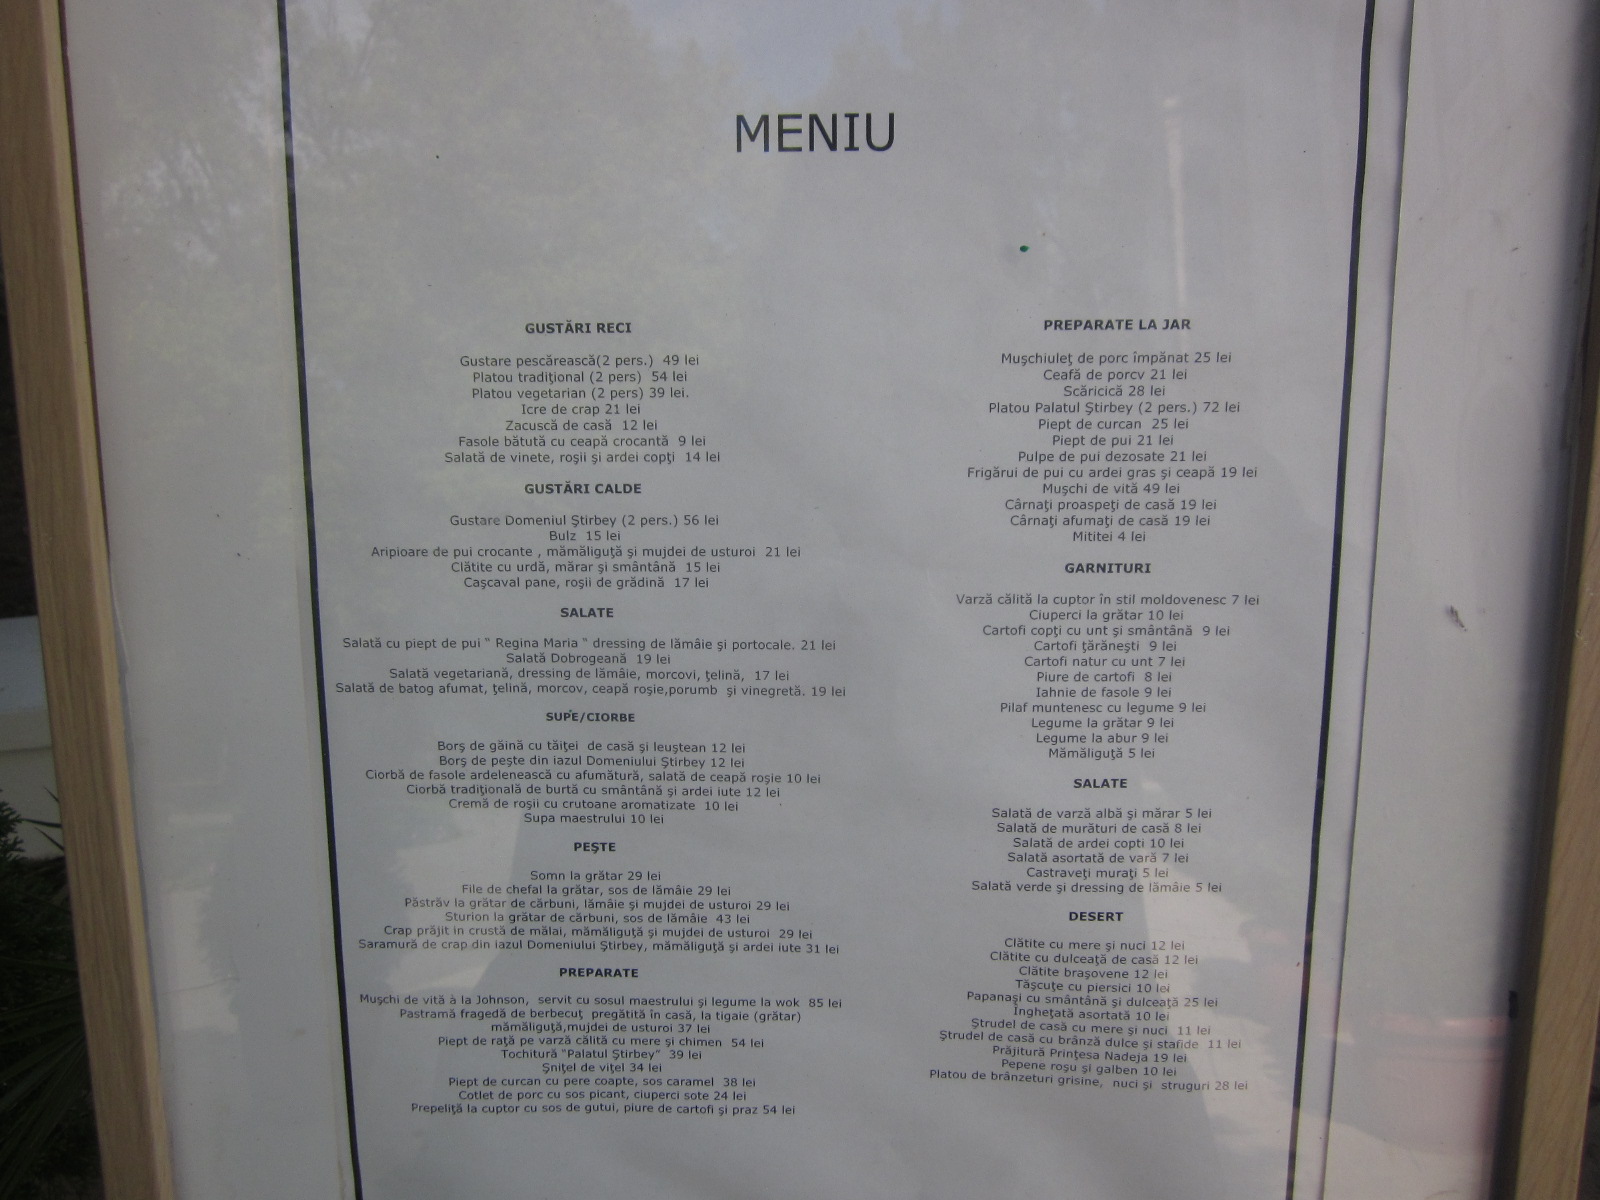 MENIU
GUSTĂRI RECI
Gustare pescărească(2 pers.) 49 lei
Platou tradiţional (2 pers) 54 lei
Platou vegetarian (2 pers) 39 lei.
Icre de crap 21 lei
Zacuscă de casă 12 lei
Fasole bătută cu ceapă crocantă 9 lei
Salată de vinete, roşii şi ardei copţi 14 lei
GUSTĂRI CALDE
Gustare Domeniul Ştirbey (2 pers.) 56 lei
Bulz 15 lei
Aripioare de pui crocante , mămăliguţă şi mujdei de usturoi 21 lei
Clătite cu urdă, mărar şi smântână 15 lei
Caşcaval pane, roşii de grădină 17 lei
SALATE
Salată cu piept de pui " Regina Maria " dressing de lămâie şi portocale. 21 lei
Salată Dobrogeană 19 lei
Salată vegetariană, dressing de lămâie, morcovi, ţelină, 17 lei
Salată de batog afumat, ţelină, morcov, ceapă roşie,porumb şi vinegretă. 19 lei
SUPE/CIORBE
Borş de găină cu tăiţei de casă şi leuştean 12 lei
Borş de peşte din iazul Domeniului Ştirbey 12 lei
Ciorbă de fasole ardelenească cu afumătură, salată de ceapă roşie 10 lei
Ciorbă tradiţională de burtă cu smântână şi ardei iute 12 lei
Cremă de roşii cu crutoane aromatizate 10 lei
Supa maestrului 10 lei
PEŞTE
Somn la grătar 29 lei
File de chefal la grătar, sos de lămâie 29 lei
Păstrăv la grătar de cărbuni, lămâie şi mujdei de usturoi 29 lei
Sturion la grătar de cărbuni, sos de lămâie 43 lei
Crap prăjit in crustă de mălai, mămăliguţă şi mujdei de usturoi 29 lei
Saramură de crap din iazul Domeniului Ştirbey, mămăliguţă şi ardei iute 31 lei
PREPARATE
Muşchi de vită à la Johnson, servit cu sosul maestrului şi legume la wok 85 lei
Pastramă fragedă de berbecuţ pregătită în casă, la tigaie (grătar)
mămăliguţă,mujdei de usturoi 37 lei
Piept de raţă pe varză călită cu mere şi chimen 54 lei
Tochitură "Palatul Ştirbey" 39 lei
Şniţel de viţel 34 lei
Piept de curcan cu pere coapte, sos caramel 38 lei
Cotlet de porc cu sos picant, ciuperci sote 24 lei
Prepeliţă la cuptor cu sos de gutui, piure de cartofi şi praz 54 lei
PREPARATE LA JAR
Muşchiuleţ de porc împănat 25 lei
Ceafă de porcv 21 lei
Scăricică 28 lei
Platou Palatul Ştirbey (2 pers.) 72 lei
Piept de curcan 25 lei
Piept de pui 21 lei
Pulpe de pui dezosate 21 lei
Frigărui de pui cu ardei gras şi ceapă 19 lei
Muşchi de vită 49 lei
Cârnaţi proaspeţi de casă 19 lei
Cârnaţi afumaţi de casă 19 lei
Mititei 4 lei
GARNITURI
Varză călită la cuptor în stil moldovenesc 7 lei
Ciuperci la grătar 10 lei
Cartofi copţi cu unt şi smântână 9 lei
Cartofi ţărăneşti 9 lei
Cartofi natur cu unt 7 lei
Piure de cartofi 8 lei
Iahnie de fasole 9 lei
Pilaf muntenesc cu legume 9 lei
Legume la grătar 9 lei
Legume la abur 9 lei
Mămăliguţă 5 lei
SALATE
Salată de varză albă şi mărar 5 lei
Salată de murături de casă 8 lei
Salată de ardei copti 10 lei
Salată asortată de vară 7 lei
Castraveţi muraţi 5 lei
Salată verde şi dressing de lămâie 5 lei
DESERT
Clătite cu mere şi nuci 12 lei
Clătite cu dulceaţă de casă 12 lei
Clătite braşovene 12 lei
Tăşcuţe cu piersici 10 lei
Papanaşi cu smântână şi dulceaţă 25 lei
Îngheţată asortată 10 lei
Ştrudel de casă cu mere şi nuci 11 lei
Ştrudel de casă cu brânză dulce şi stafide 11 lei
Prăjitură Prinţesa Nadeja 19 lei
Pepene roşu şi galben 10 lei
Platou de brânzeturi grisine, nuci şi struguri 28 lei